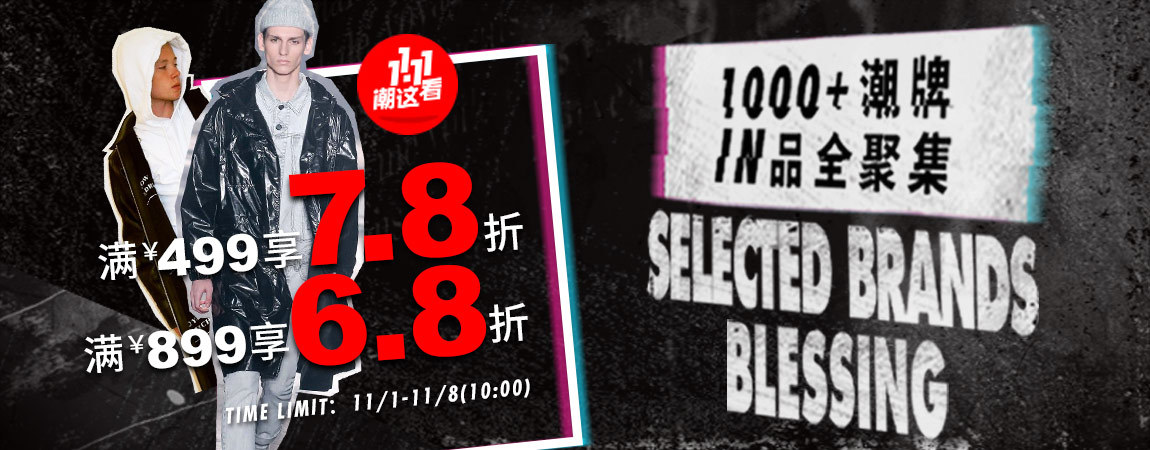 11.11
潮这看
满¥499享7.8折
满¥899享6.8折
TIME LIMIT: 11/1-11/8(10:00)
1000+潮牌
IN品全聚集
SELECTED BRANDS
BLESSING